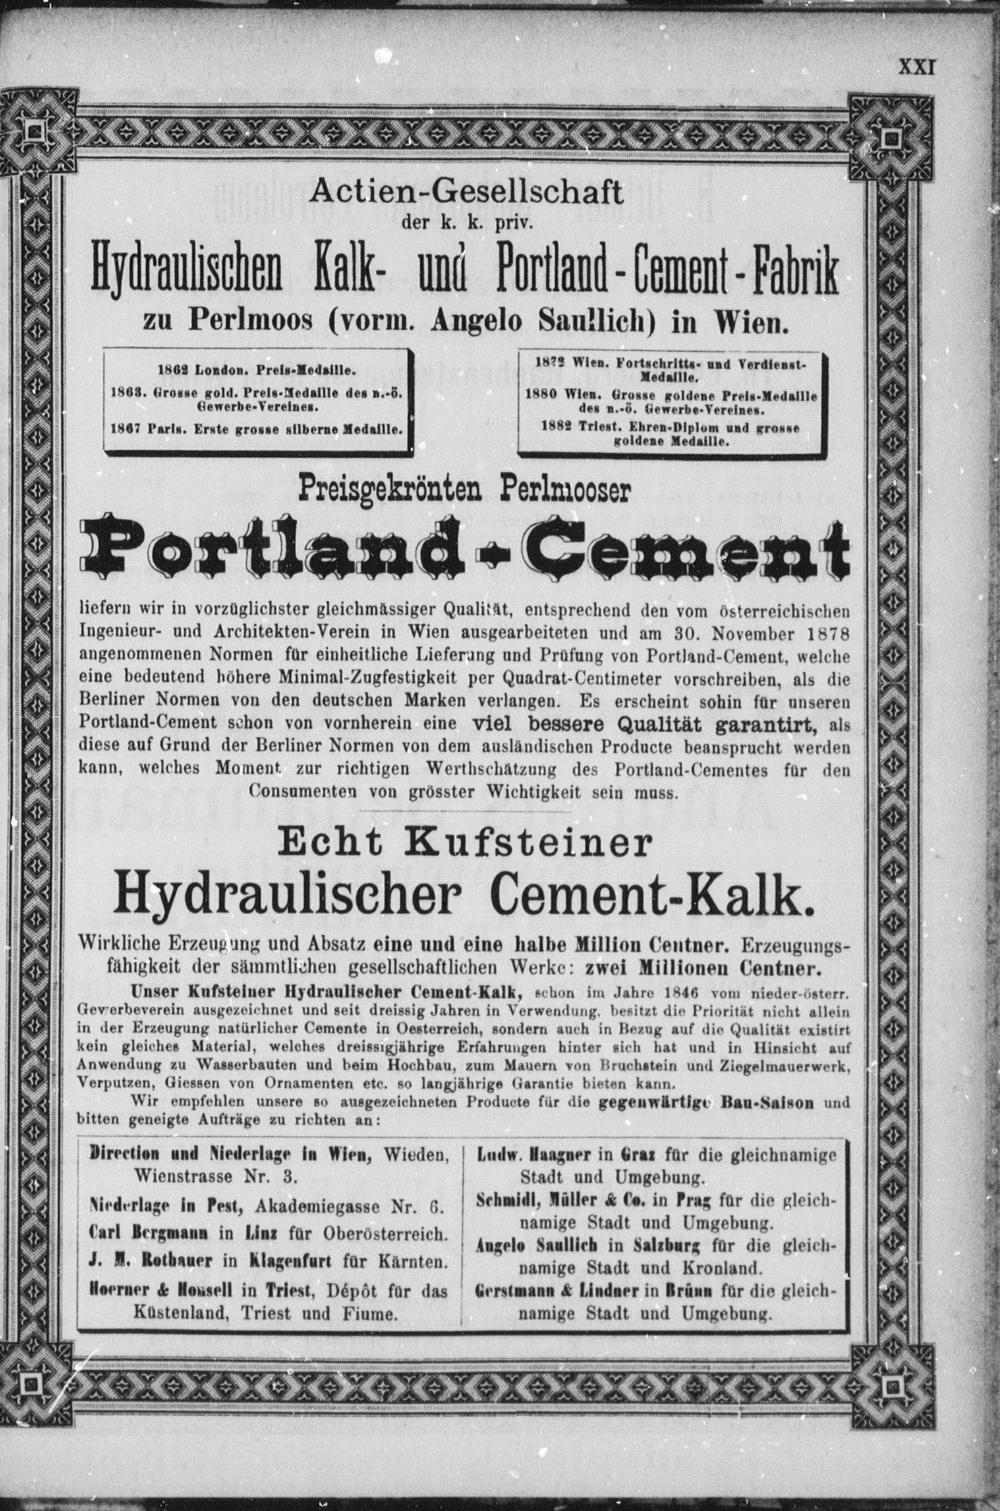 XXI
Actien-Gesellschaft
der k. k. priv.
Hydraulischen Kalk- und Portland-Cement-Fabrik
zu Perlmoos (vorm. Angelo Saullich) in Wien.
1862 London. Preis-Medaille.
1863. Grosse gold. Preis-Medaille des n.-ö.
Gewerbe-Vereines.
1867 Paris. Erste grosse silberne Medaille.
1873 Wien. Fortschritts- und Verdienst-
Medaille.
1880 Wien. Grosse goldene Preis-Medaille
des n.-ö. Gewerbe-Vereines.
1882 Triest. Ehren-Diplom und grosse
goldene Medaille.
Preisgekrönten Perlmooser
Portland-Cement
liefern wir in vorzüglichster gleichmässiger Qualität, entsprechend den vom österreichischen
Ingenieur- und Architekten-Verein in Wien ausgearbeiteten und am 30. November 1878
angenommenen Normen für einheitliche Lieferung und Prüfung von Portland-Cement, welche
eine bedeutend höhere Minimal-Zugfestigkeit per Quadrat-Centimeter vorschreiben, als die
Berliner Normen von den deutschen Marken verlangen. Es erscheint sohin für unseren
Portland-Cement schon von vornherein eine viel bessere Qualität garantirt, als
diese auf Grund der Berliner Normen von dem ausländischen Producte beansprucht werden
kann, welches Moment zur richtigen Werthschätzung des Portland-Cementes für den
Consumenten von grösster Wichtigkeit sein muss.
Echt Kufsteiner
Hydraulischer Cement-Kalk.
Wirkliche Erzeugung und Absatz eine und eine halbe Million Centner. Erzeugungs-
fähigkeit der sämmtlichen gesellschaftlichen Werke: zwei Millionen Centner.
Unser Kufsteiner Hydraulischer Cement-Kalk, schon im Jahre 1846 vom nieder-österr.
Gewerbeverein ausgezeichnet und seit dreissig Jahren in Verwendung, besitzt die Priorität nicht allein
in der Erzeugung natürlicher Cemente in Oesterreich, sondern auch in Bezug auf die Qualität existirt
kein gleiches Material, welches dreissigjährige Erfahrungen hinter sich hat und in Hinsicht auf
Anwendung zu Wasserbauten und beim Hochbau, zum Mauern von Bruchstein und Ziegelmauerwerk,
Verputzen, Giessen von Ornamenten etc. so langjährige Garantie bieten kann.
Wir empfehlen unsere so ausgezeichneten Producte für die gegenwärtige Bau-Saison und
bitten geneigte Aufträge zu richten an:
Direction und Niederlage in Wien, Wieden,
Wienstrasse Nr. 3.
Niederlage in Pest, Akademiegasse Nr. 6.
Carl Bergmann in Linz für Oberösterreich.
J. M. Rothauer in Klagenfurt für Kärnten.
Hoerner & Honsell in Triest, Dépôt für das
Küstenland, Triest und Fiume.
Ludw. Haagner in Graz für die gleichnamige
Stadt und Umgebung.
Schmidl, Müller & Co. in Prag für die gleich-
namige Stadt und Umgebung.
Angelo Saullich in Salzburg für die gleich-
namige Stadt und Kronland.
Gerstmann & Lindner in Brünn für die gleich-
namige Stadt und Umgebung.